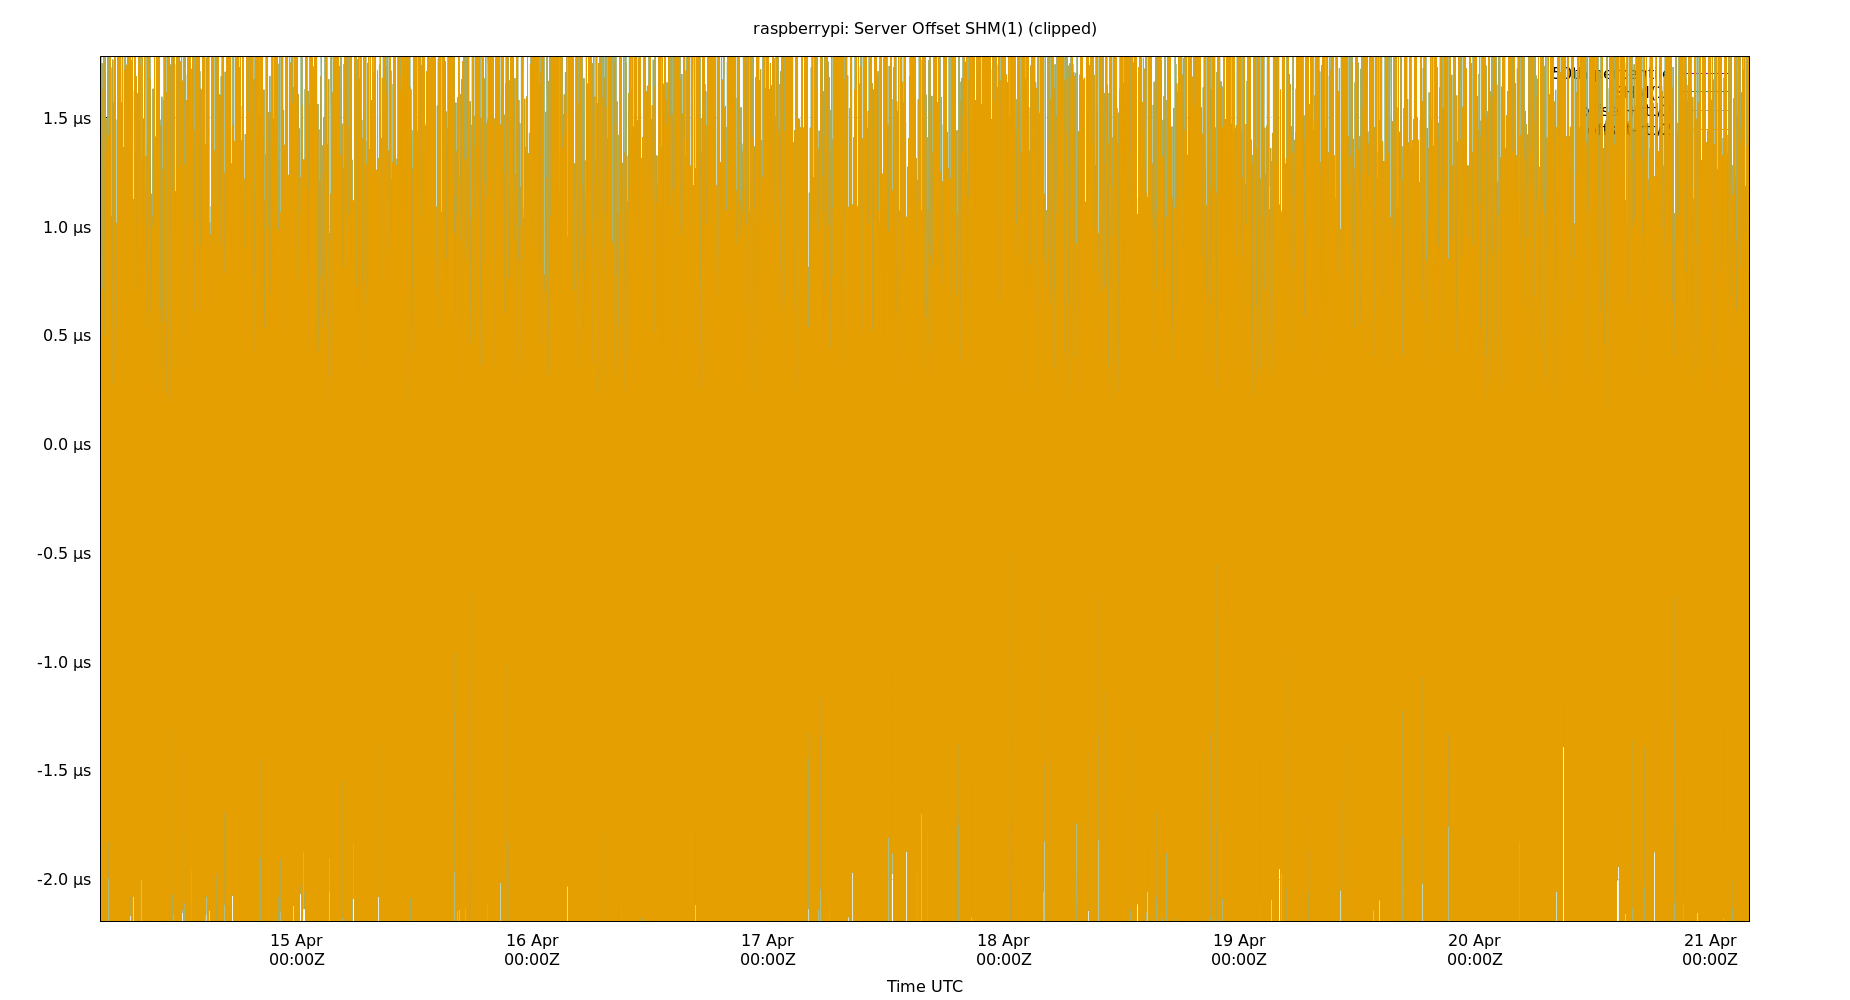 raspberrypi: Server Offset SHM(1) (clipped)
1.5 µs
1.0 µs
0.5 µs
0.0 µs
-0.5 µs
-1.0 µs
-1.5 µs
-2.0 µs
15 Apr 16 Apr 17 Apr 18 Apr 19 Apr 20 Apr 21 Apr
00:00Z 00:00Z 00:00Z 00:00Z 00:00Z 00:00Z 00:00Z
Time UTC